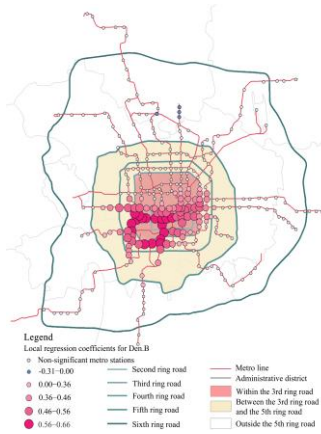 Legend
Local regression coefficients for Den.B
Non-significant metro stations
-0.31−0.00
0.00−0.36
0.36−0.46
0.46−0.56
0.56−0.66
Second ring road
Third ring road
Fourth ring road
Fifth ring road
Sixth ring road
Metro line
Administrative district
Within the 3rd ring road
Between the 3rd ring road
and the 5th ring road
Outside the 5th ring road